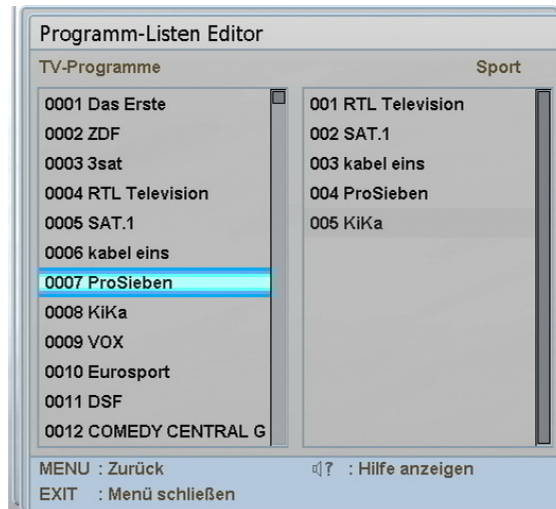 Programm-Listen Editor
TV-Programme
Sport
0001 Das Erste
0002 ZDF
0003 3sat
0004 RTL Television
0005 SAT.1
0006 kabel eins
0007 ProSieben
0008 KiKa
0009 VOX
0010 Eurosport
0011 DSF
0012 COMEDY CENTRAL G
001 RTL Television
002 SAT.1
003 kabel eins
004 ProSieben
005 KiKa
MENU : Zurück
? : Hilfe anzeigen
EXIT : Menü schließen